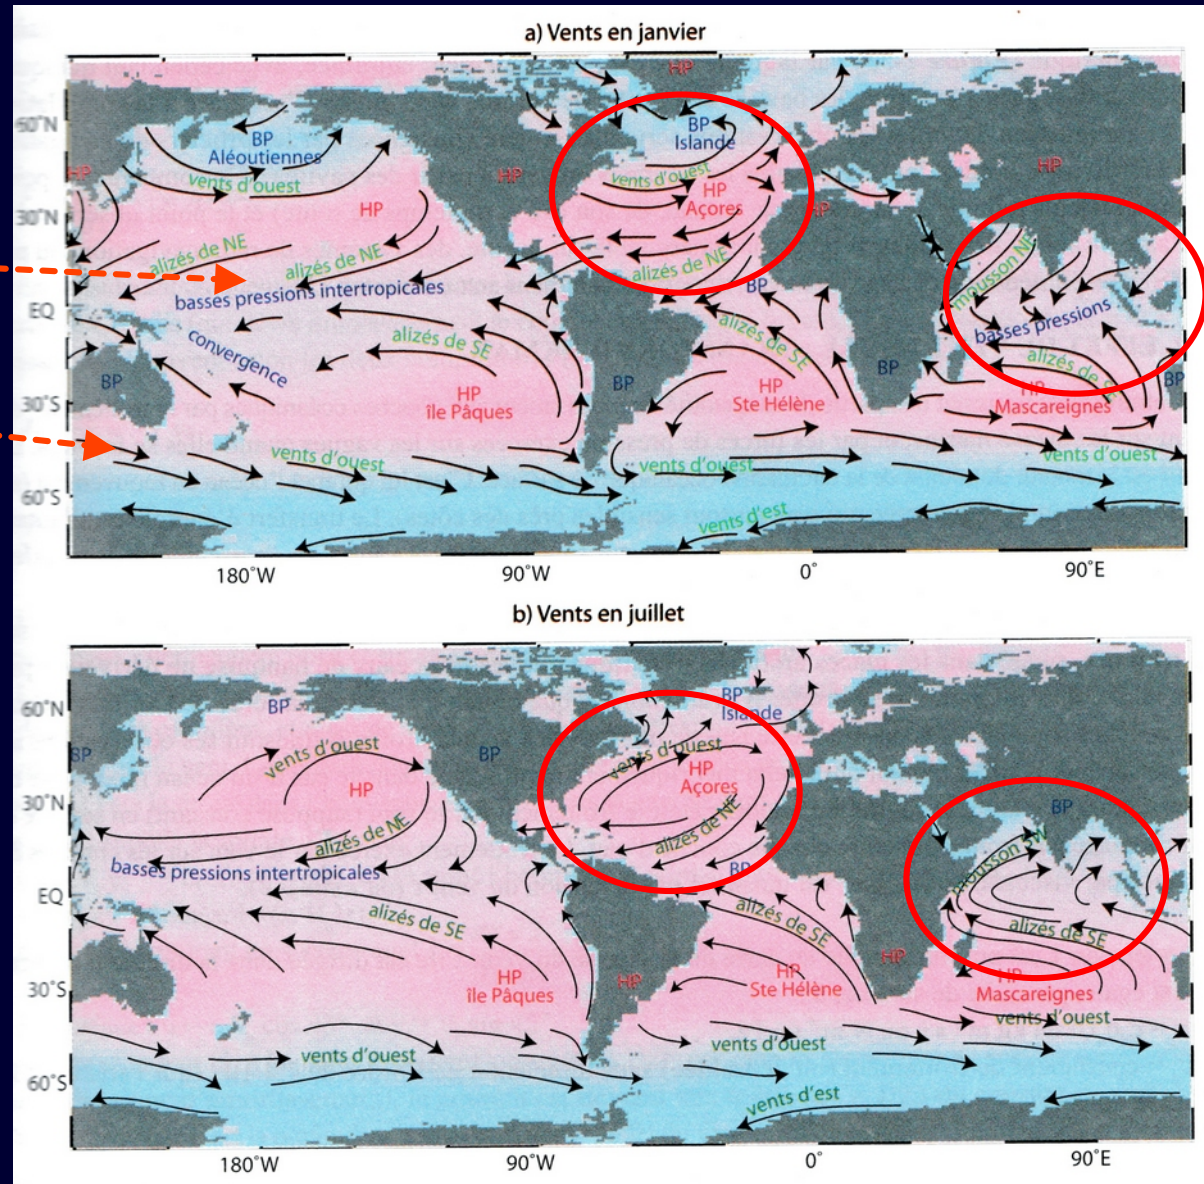 a) Vents en janvier
HP
60°N
BP
Aléoutiennes
BP
Islande
HP
HP
HP
vents d'ouest
vents d'ouest
HP
Açores
30°N
HP
HP
alizés de NE
alizés de NE
alizés de NE
mousson NE
basses pressions intertropicales
BP
EQ
basses pressions
convergence
alizés de SE
alizés de SE
alizés de S
BP
BP
BP
BP
HP
île Pâques
HP
Ste Hélène
HP
Mascareignes
30°S
vents d'ouest
vents d'ouest
vents d'ouest
60°S
vents d'est
180°W
90°W
0°
90°E
b) Vents en juillet
60°N
BP
BP
Islande
BP
vents d'ouest
BP
vents d'ouest
HP
HP
Açores
BP
30°N
alizés de NE
alizés de NE
mousson SW
basses pressions intertropicales
BP
EQ
alizés de SE
alizés de SE
alizés de SE
HP
HP
île Pâques
HP
HP
Ste Hélène
HP
Mascareignes
30°S
vents d'ouest
vents d'ouest
vents d'ouest
60°S
vents d'est
180°W
90°W
0°
90°E